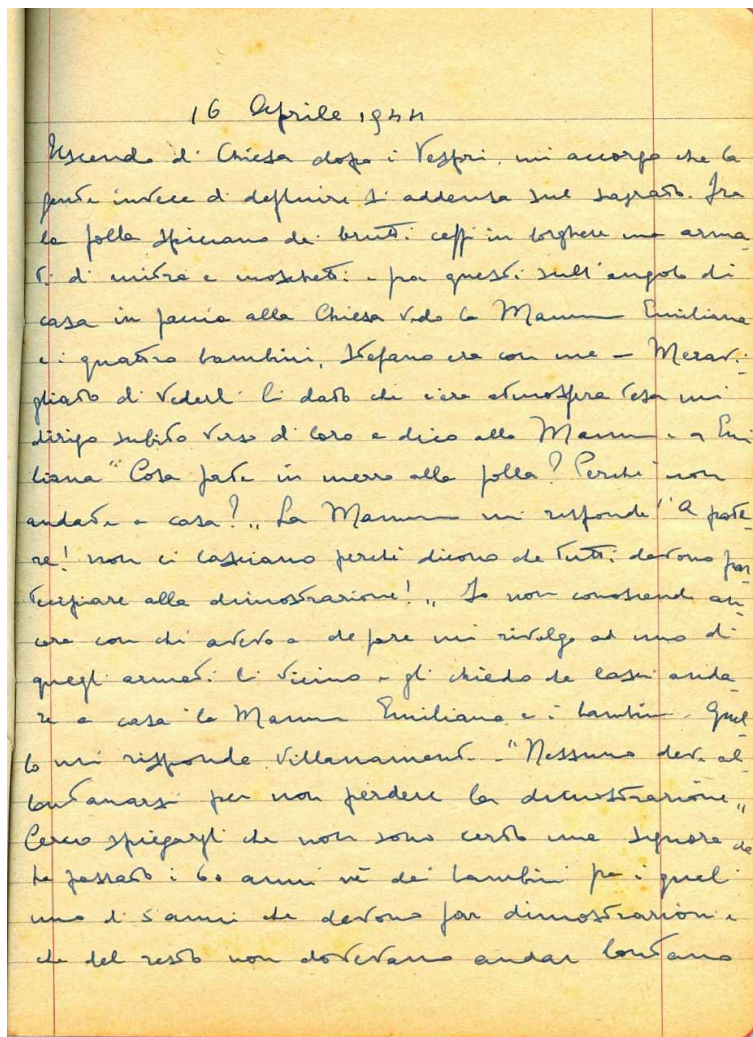 16 Aprile 1944
Uscendo di Chiesa dopo i Vespri, mi accorgo che la
gente invece di defluire si addensa sul sagrato. Fra
la folla spiccano dei brutti ceffi in borghese ma arma-
ti di mitra e moschetti e fra questi sull'angolo di
casa in faccia alla Chiesa vedo la Mamma Emiliana
e i quattro bambini, Stefano era con me – Meravi-
gliato di vederli lì dato che c'era atmosfera tesa mi
dirigo subito verso di loro e dico alla Mamma e a Emi
liana "Cosa fate in mezzo alla folla? Perché non
andate a casa?" La Mamma mi risponde "A pote-
re! non ci lasciano perché dicono che tutti devono par
tecipare alla dimostrazione!" Io non conoscendo an-
cora con chi avevo a che fare mi rivolgo ad uno di
quegli armati lì vicino e gli chiedo che lasci anda-
re a casa la Mamma Emiliana e i bambini. Quel-
lo mi risponde villanamente - "Nessuno deve al-
lontanarsi per non perdere la dimostrazione"
Cerco spiegargli che non sono certo una Signora che
ha passato i 60 anni nè dei bambini fra i quali
uno di 5 anni che devono far dimostrazioni e
che del resto non dovevano andar lontano